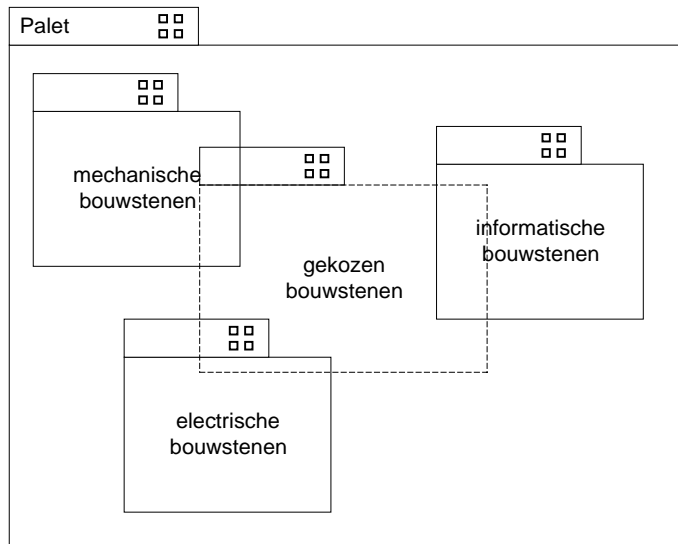 Palet
mechanische
bouwstenen
informatische
bouwstenen
gekozen
bouwstenen
electrische
bouwstenen